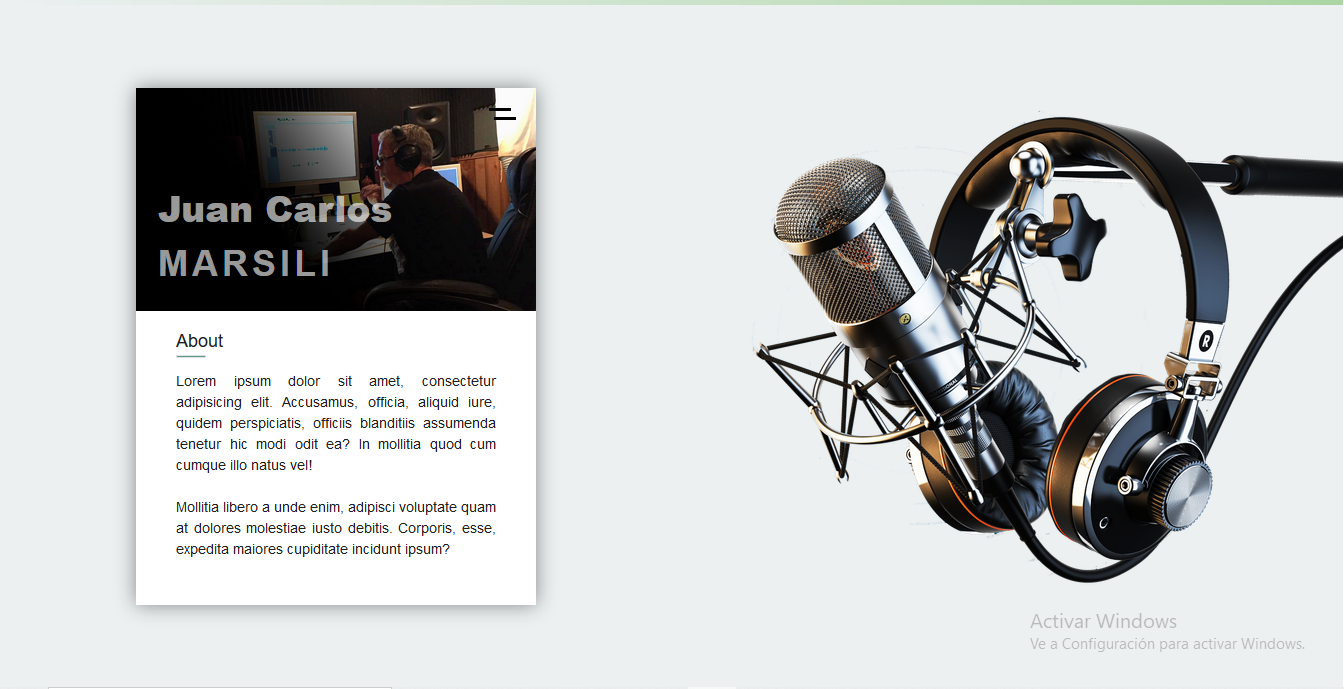 Juan Carlos
MARSILI
About
Lorem ipsum dolor sit amet, consectetur
adipisicing elit. Accusamus, officia, aliquid iure,
quidem perspiciatis, officiis blanditiis assumenda
tenetur hic modi odit ea? In mollitia quod cum
cumque illo natus vel!
Mollitia libero a unde enim, adipisci voluptate quam
at dolores molestiae iusto debitis. Corporis, esse,
expedita maiores cupiditate incidunt ipsum?
R
Activar Windows
Ve a Configuración para activar Windows.